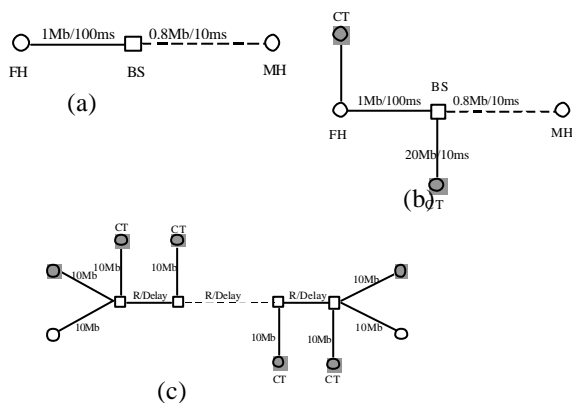 1Mb/100ms
0.8Mb/10ms
FH
BS
MH
(a)
CT
BS
1Mb/100ms
0.8Mb/10ms
FH
MH
20Mb/10ms
CT
(b)
CT
CT
10Mb
10Mb
10Mb
10Mb
R/Delay
R/Delay
R/Delay
10Mb
10Mb
10Mb
10Mb
CT
CT
(c)